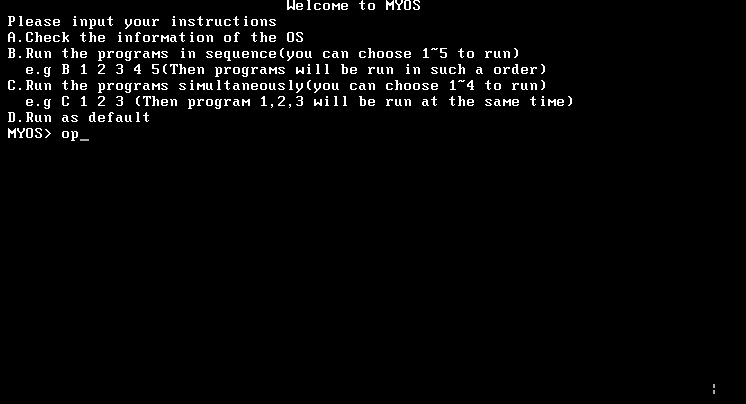 Welcome to MYOS
Please input your instructions
A.Check the information of the OS
B.Run the programs in sequence(you can choose 1~5 to run)
e.g B 1 2 3 4 5(Then programs will be run in such a order)
C.Run the programs simultaneously(you can choose 1~4 to run)
e.g C 1 2 3 (Then program 1,2,3 will be run at the same time)
D.Run as default
MYOS> op_
¦